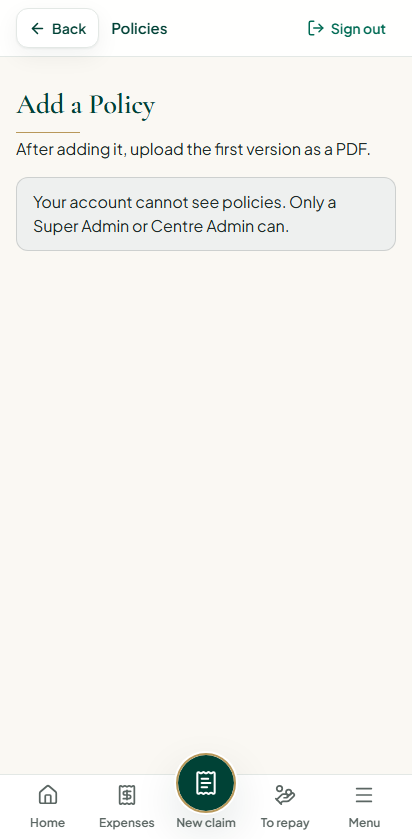 Back
Policies
Sign out
Add a Policy
After adding it, upload the first version as a PDF.
Your account cannot see policies. Only a
Super Admin or Centre Admin can.
Home
Expenses
New claim
To repay
Menu